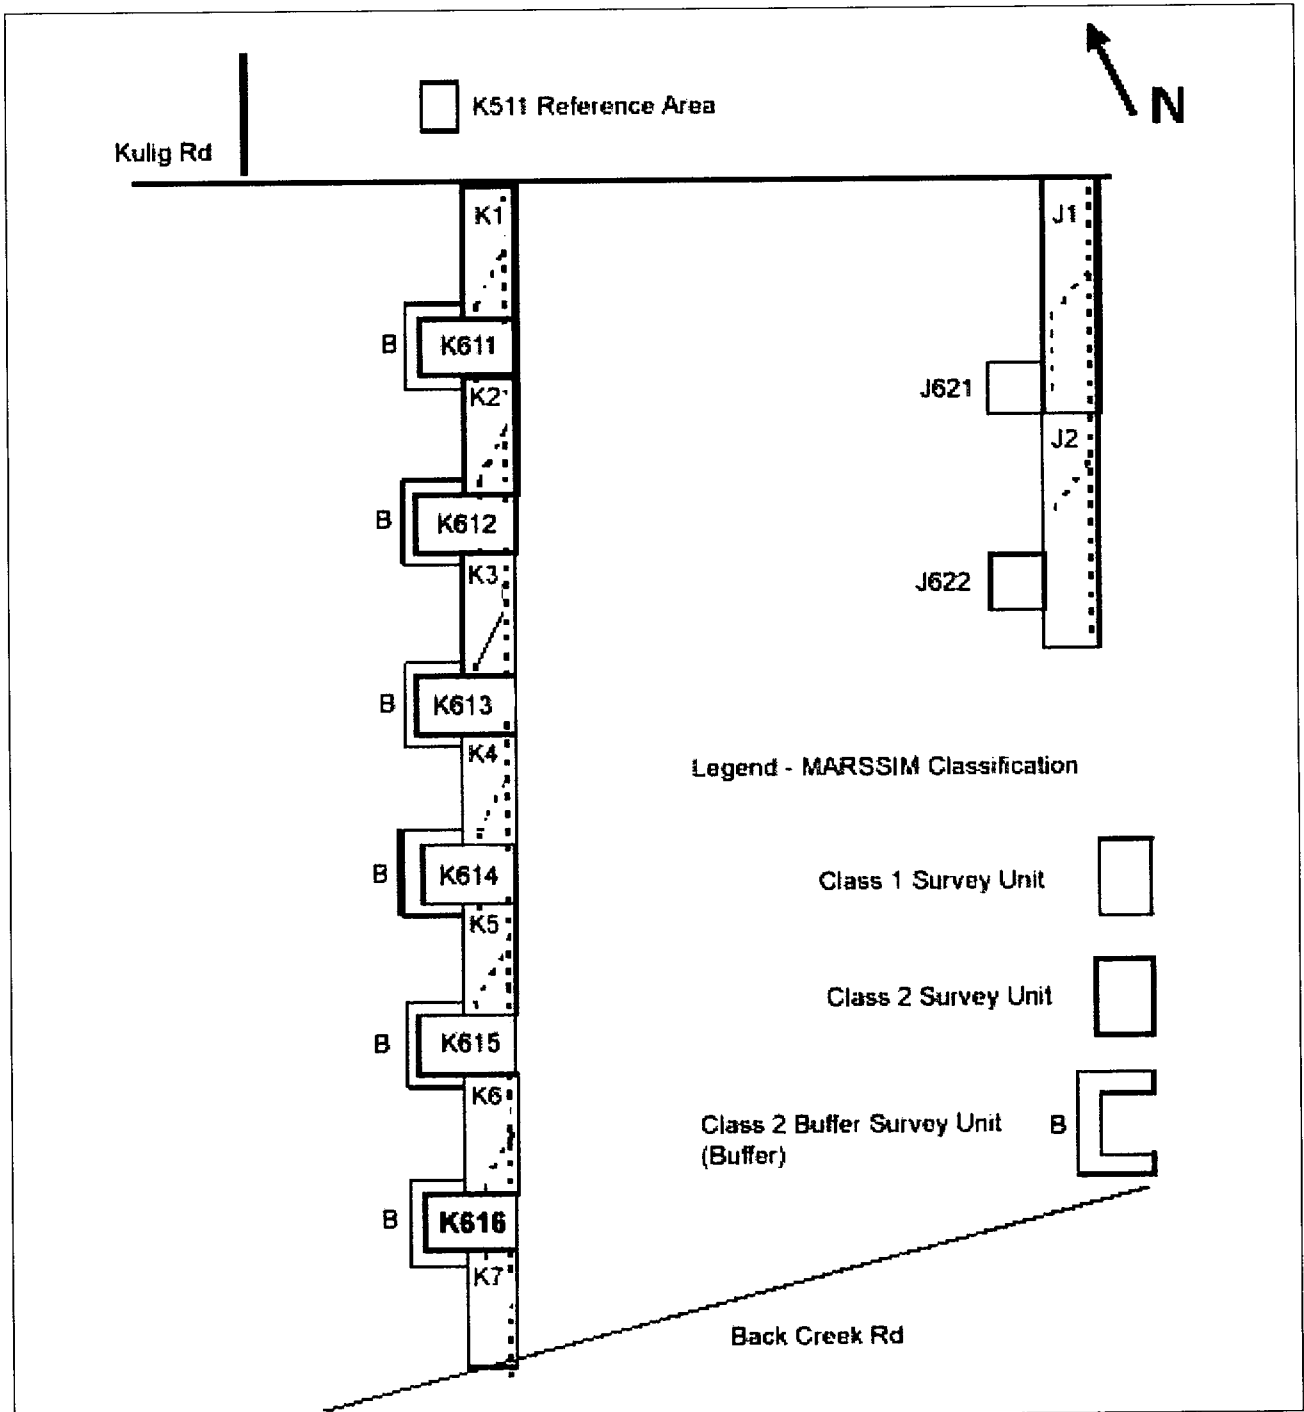 N
K511 Reference Area
Kulig Rd
K1
J1
B
K611
J621
K2
J2
B
K612
K3
J622
B
K613
K4
Legend - MARSSIM Classification
B
K614
Class 1 Survey Unit
K5
Class 2 Survey Unit
B
K615
K6
Class 2 Buffer Survey Unit
(Buffer)
B
B
K616
K7
Back Creek Rd